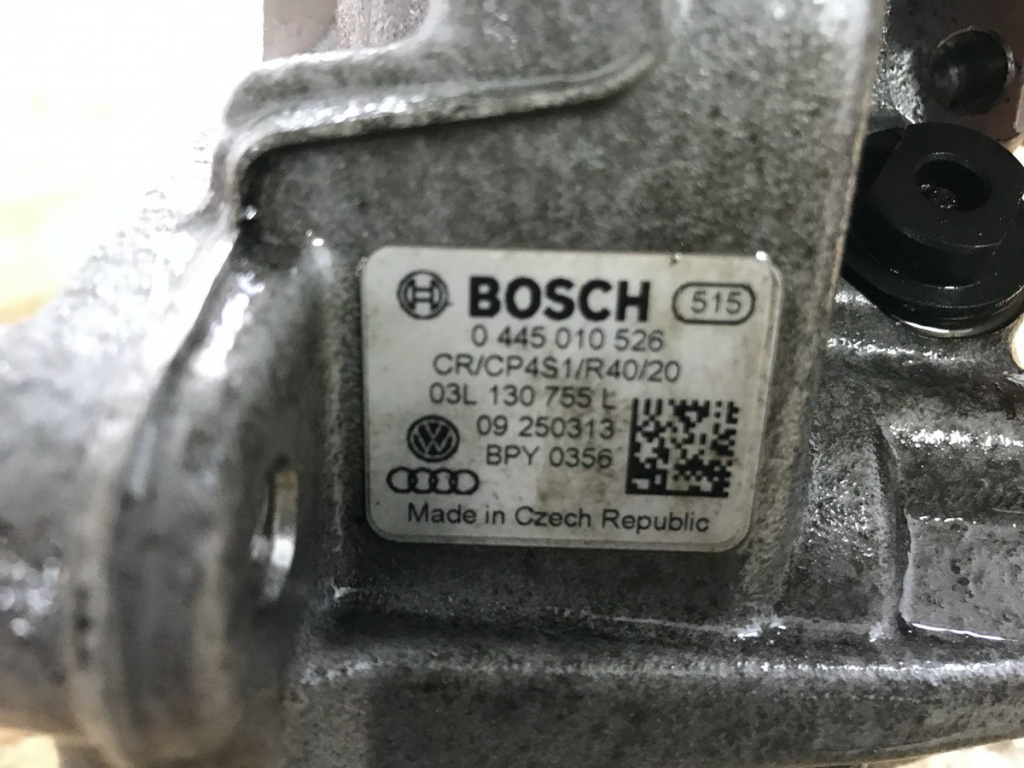 BOSCH 515
0 445 010 526
CR/CP4S1/R40/20
03L 130 755 L
09 250313
BPY 0356
Made in Czech Republic